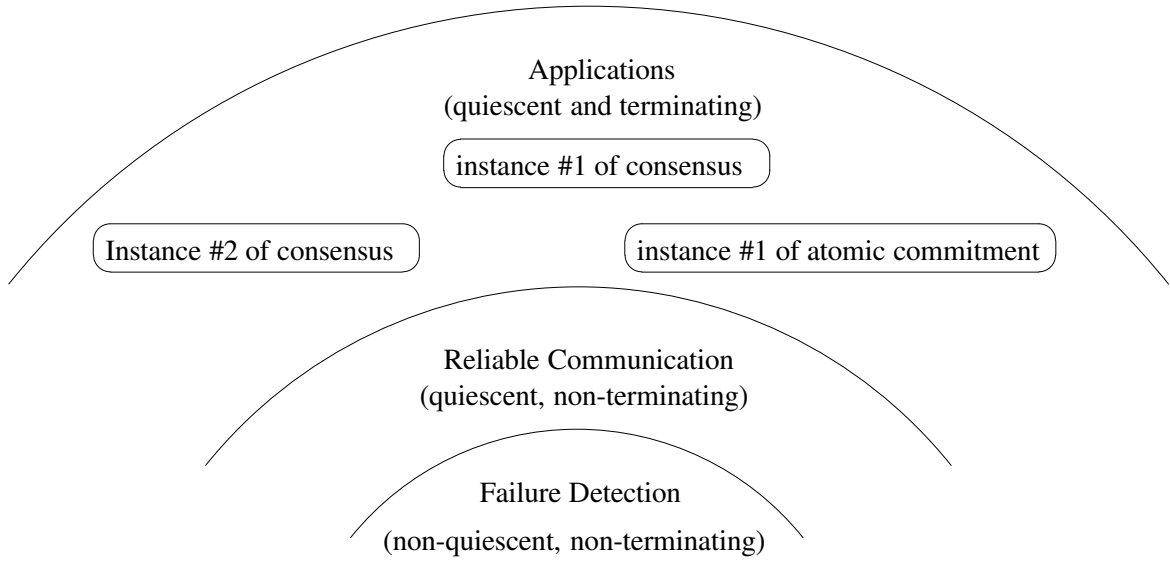 Applications
(quiescent and terminating)
instance #1 of consensus
Instance #2 of consensus
instance #1 of atomic commitment
Reliable Communication
(quiescent, non-terminating)
Failure Detection
(non-quiescent, non-terminating)